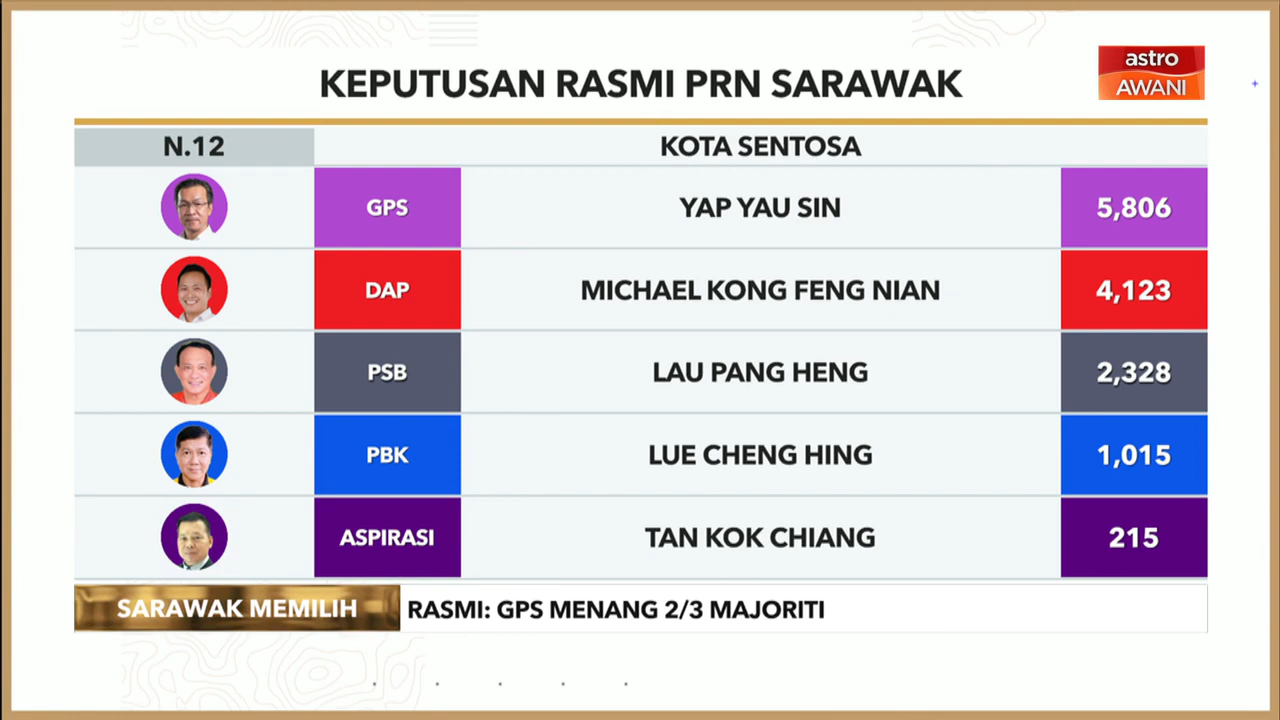 astro
AWANI
KEPUTUSAN RASMI PRN SARAWAK
N.12 KOTA SENTOSA
GPS YAP YAU SIN 5,806
DAP MICHAEL KONG FENG NIAN 4,123
PSB LAU PANG HENG 2,328
PBK LUE CHENG HING 1,015
ASPIRASI TAN KOK CHIANG 215
SARAWAK MEMILIH RASMI: GPS MENANG 2/3 MAJORITI